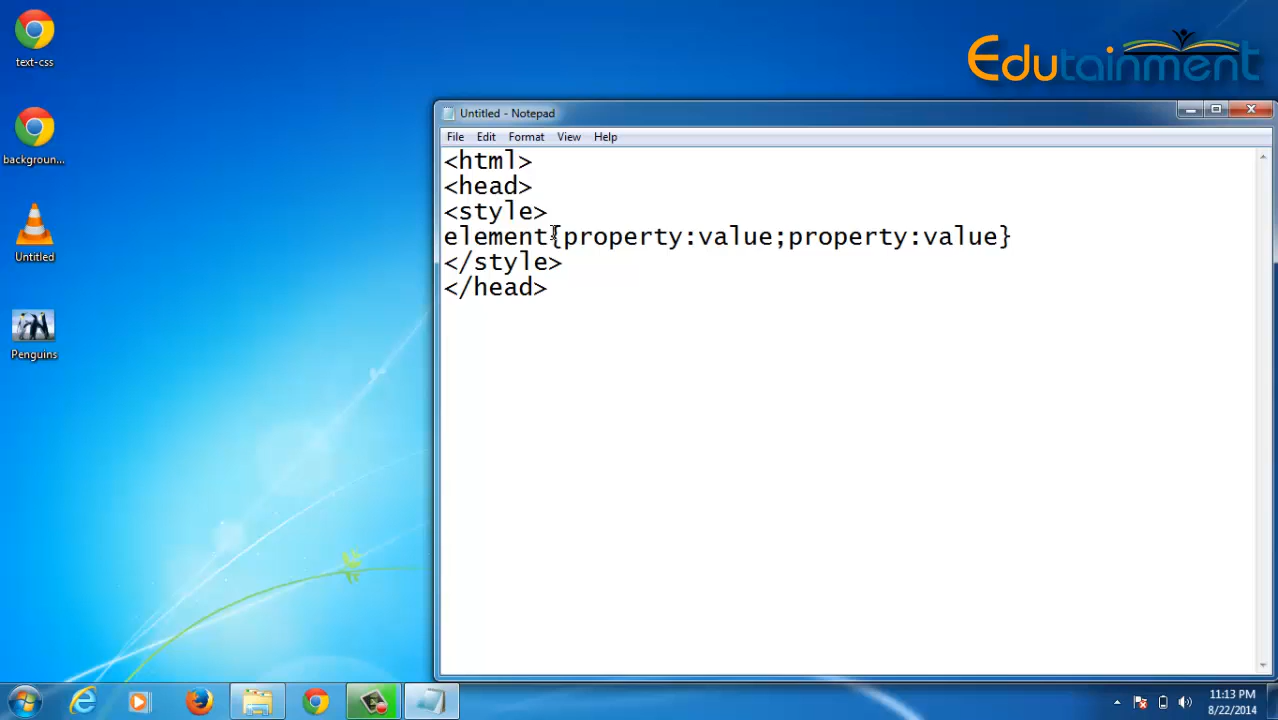 text-css
Edutainment
backgroun...
Untitled - Notepad
File Edit Format View Help
<html>
<head>
<style>
element{property:value;property:value}
</style>
</head>
Untitled
Penguins
11:13 PM
8/22/2014